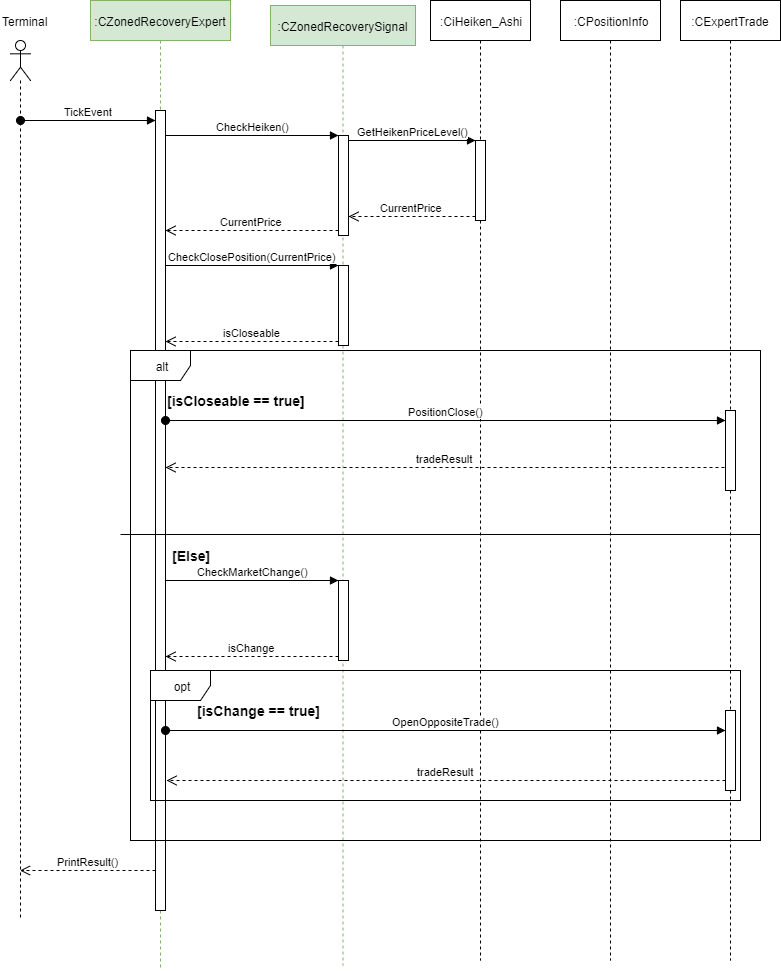 Terminal
:CZonedRecoveryExpert
:CZonedRecoverySignal
:CiHeiken_Ashi
:CPositionInfo
:CExpertTrade
TickEvent
CheckHeiken()
GetHeikenPriceLevel()
CurrentPrice
CurrentPrice
CheckClosePosition(CurrentPrice)
isCloseable
alt
[isCloseable == true]
PositionClose()
tradeResult
[Else]
CheckMarketChange()
isChange
opt
[isChange == true]
OpenOppositeTrade()
tradeResult
PrintResult()